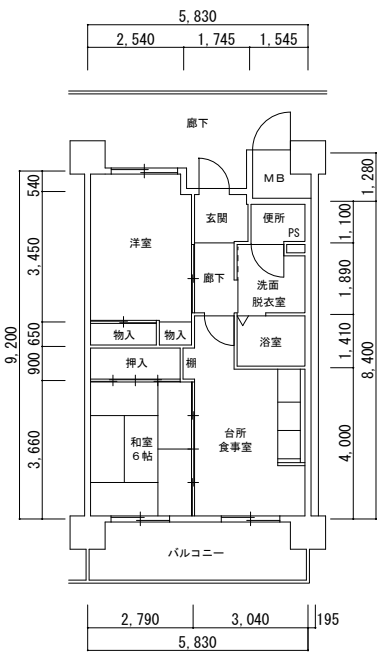 5,830
2,540
1,745
1,545
廊下
MB
1,280
540
玄関
便所
1,100
PS
洋室
3,450
廊下
洗面
脱衣室
1,890
物入
物入
650
浴室
1,410
9,200
8,400
押入
棚
900
和室
6帖
台所
食事室
3,660
4,000
バルコニー
2,790
3,040
195
5,830